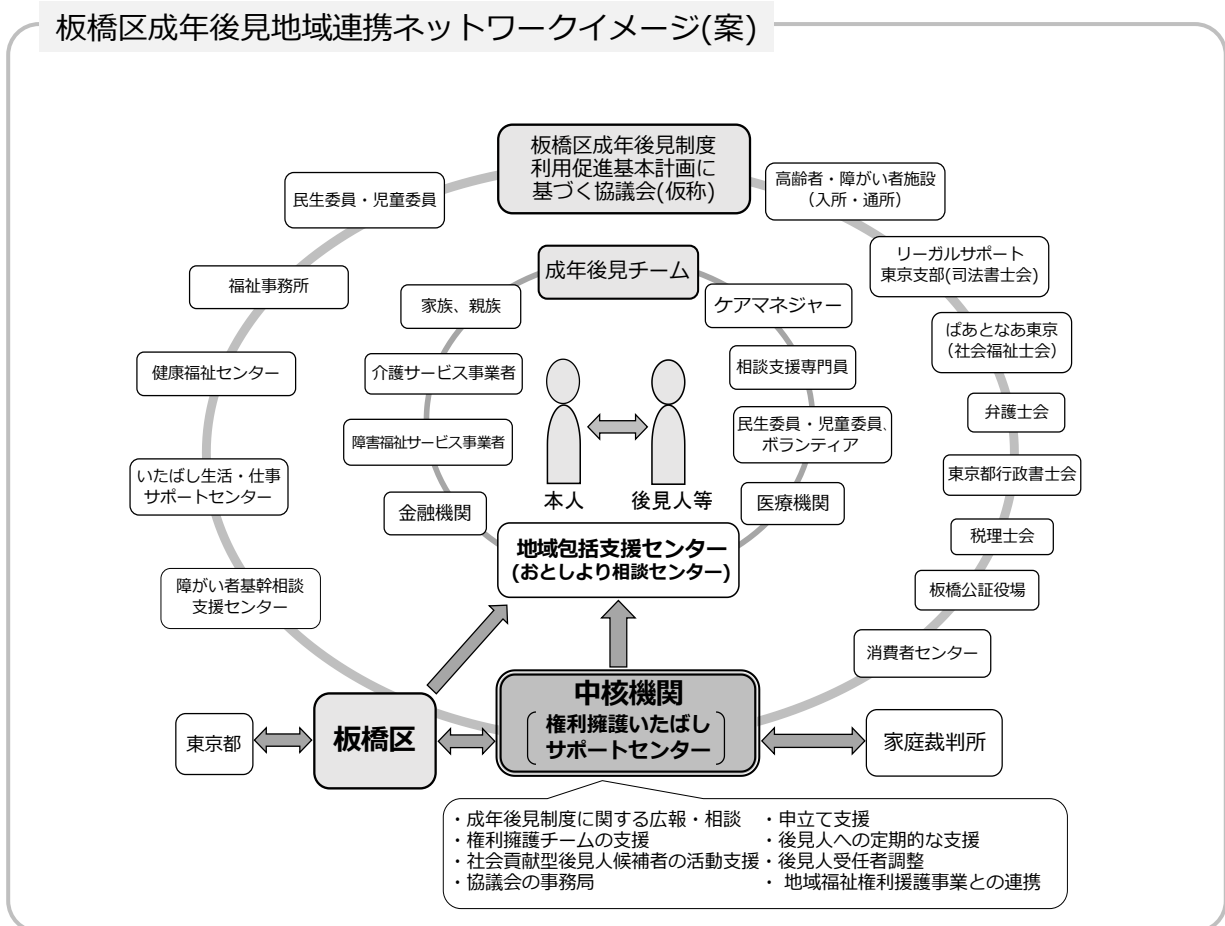 板橋区成年後見地域連携ネットワークイメージ(案)
板橋区成年後見制度
利用促進基本計画に
基づく協議会(仮称)
民生委員・児童委員
高齢者・障がい者施設
（入所・通所）
福祉事務所
リーガルサポート
東京支部(司法書士会)
成年後見チーム
家族、親族
ケアマネジャー
ぱあとなあ東京
（社会福祉士会）
健康福祉センター
介護サービス事業者
相談支援専門員
弁護士会
障害福祉サービス事業者
民生委員・児童委員、
ボランティア
いたばし生活・仕事
サポートセンター
東京都行政書士会
金融機関
本人
後見人等
医療機関
税理士会
地域包括支援センター
(おとしより相談センター)
障がい者基幹相談
支援センター
板橋公証役場
消費者センター
東京都
板橋区
中核機関
権利擁護いたばし
サポートセンター
家庭裁判所
・成年後見制度に関する広報・相談
・権利擁護チームの支援
・社会貢献型後見人候補者の活動支援
・協議会の事務局
・申立て支援
・後見人への定期的な支援
・後見人受任者調整
・ 地域福祉権利援護事業との連携